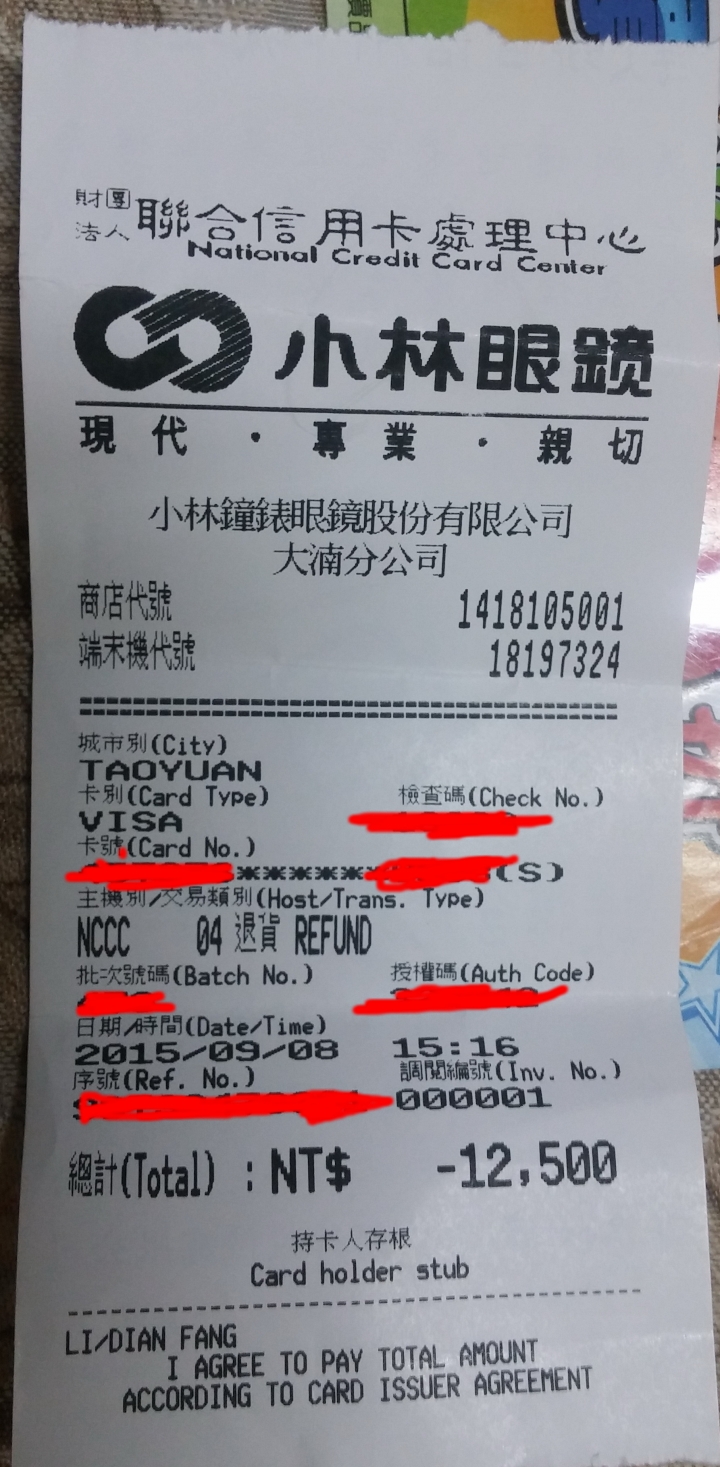 財團法人 聯合信用卡處理中心
National Credit Card Center
小林眼鏡
現代·專業·親切
小林鐘錶眼鏡股份有限公司
大湳分公司
商店代號 1418105001
端末機代號 18197324
城市別(City)
TAOYUAN
卡別(Card Type) 檢查碼(Check No.)
VISA
卡號(Card No.)
******(S)
主機別/交易類別(Host/Trans. Type)
NCCC 04 退貨 REFUND
批次號碼(Batch No.) 授權碼(Auth Code)
日期/時間(Date/Time)
2015/09/08 15:16
序號(Ref. No.) 調閱編號(Inv. No.)
000001
總計(Total) : NT$ -12,500
持卡人存根
Card holder stub
LI/DIAN FANG
I AGREE TO PAY TOTAL AMOUNT
ACCORDING TO CARD ISSUER AGREEMENT